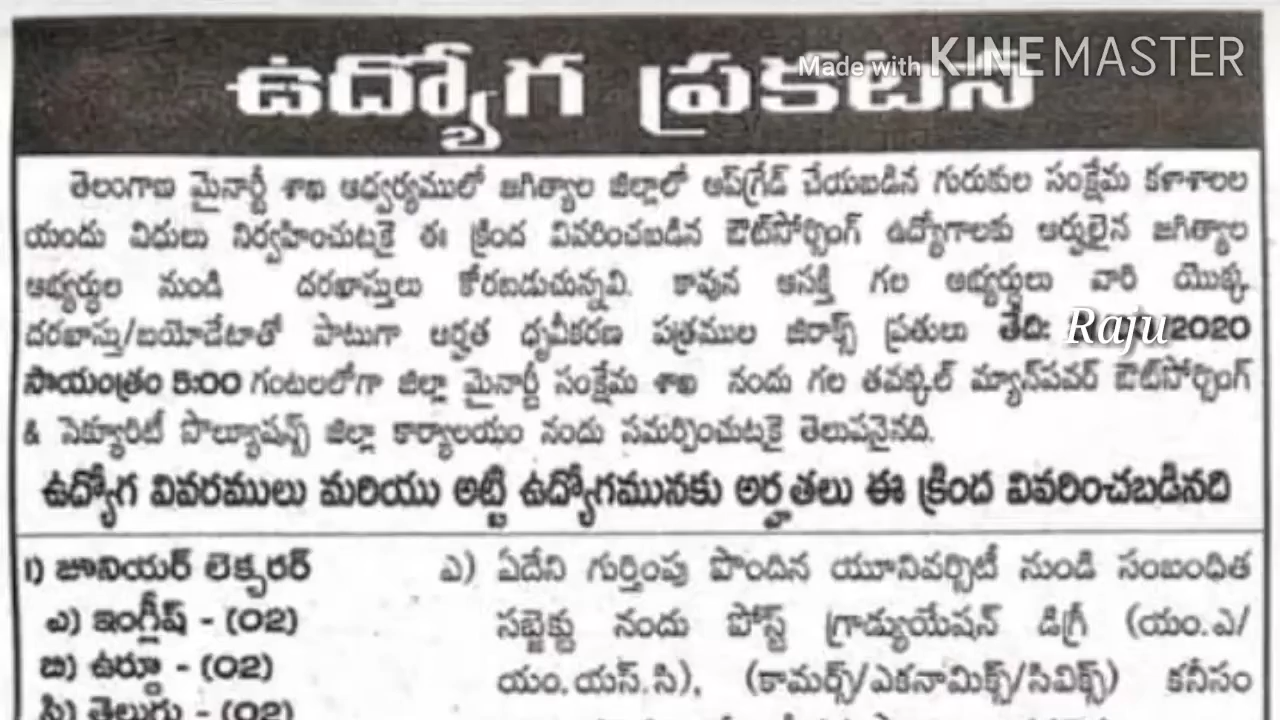 Made with KINEMASTER
ఉద్యోగ ప్రకటన
తెలంగాణ మైనార్టీ శాఖ ఆధ్వర్యములో జగిత్యాల జిల్లాలో అప్‌గ్రేడ్ చేయబడిన గురుకుల సంక్షేమ కళాశాలల
యందు విధులు నిర్వహించుటకై ఈ క్రింద వివరించబడిన ఔట్‌సోర్సింగ్ ఉద్యోగాలకు అర్హులైన జగిత్యాల
అభ్యర్థుల నుండి దరఖాస్తులు కోరబడుచున్నవి. కావున ఆసక్తి గల అభ్యర్థులు వారి యొక్క
దరఖాస్తు/బయోడేటాతో పాటుగా అర్హత ధృవీకరణ పత్రముల జిరాక్స్ ప్రతులు తేది: Raju 2020
సాయంత్రం 5:00 గంటలలోగా జిల్లా మైనార్టీ సంక్షేమ శాఖ నందు గల తవక్కల్ మ్యాన్‌పవర్ ఔట్‌సోర్సింగ్
& సెక్యూరిటీ సొల్యూషన్స్ జిల్లా కార్యాలయం నందు సమర్పించుటకై తెలుపనైనది.
ఉద్యోగ వివరములు మరియు అట్టి ఉద్యోగమునకు అర్హతలు ఈ క్రింద వివరించబడినది
1) జూనియర్ లెక్చరర్
ఎ) ఇంగ్లీష్ - (02)
బి) ఉర్దూ - (02)
సి) తెలుగు - (02)
ఎ) ఏదేని గుర్తింపు పొందిన యూనివర్సిటీ నుండి సంబంధిత
సబ్జెక్టు నందు పోస్ట్ గ్రాడ్యుయేషన్ డిగ్రీ (యం.ఎ/
యం.యస్.సి), (కామర్స్/ఎకనామిక్స్/సివిక్స్) కనీసం